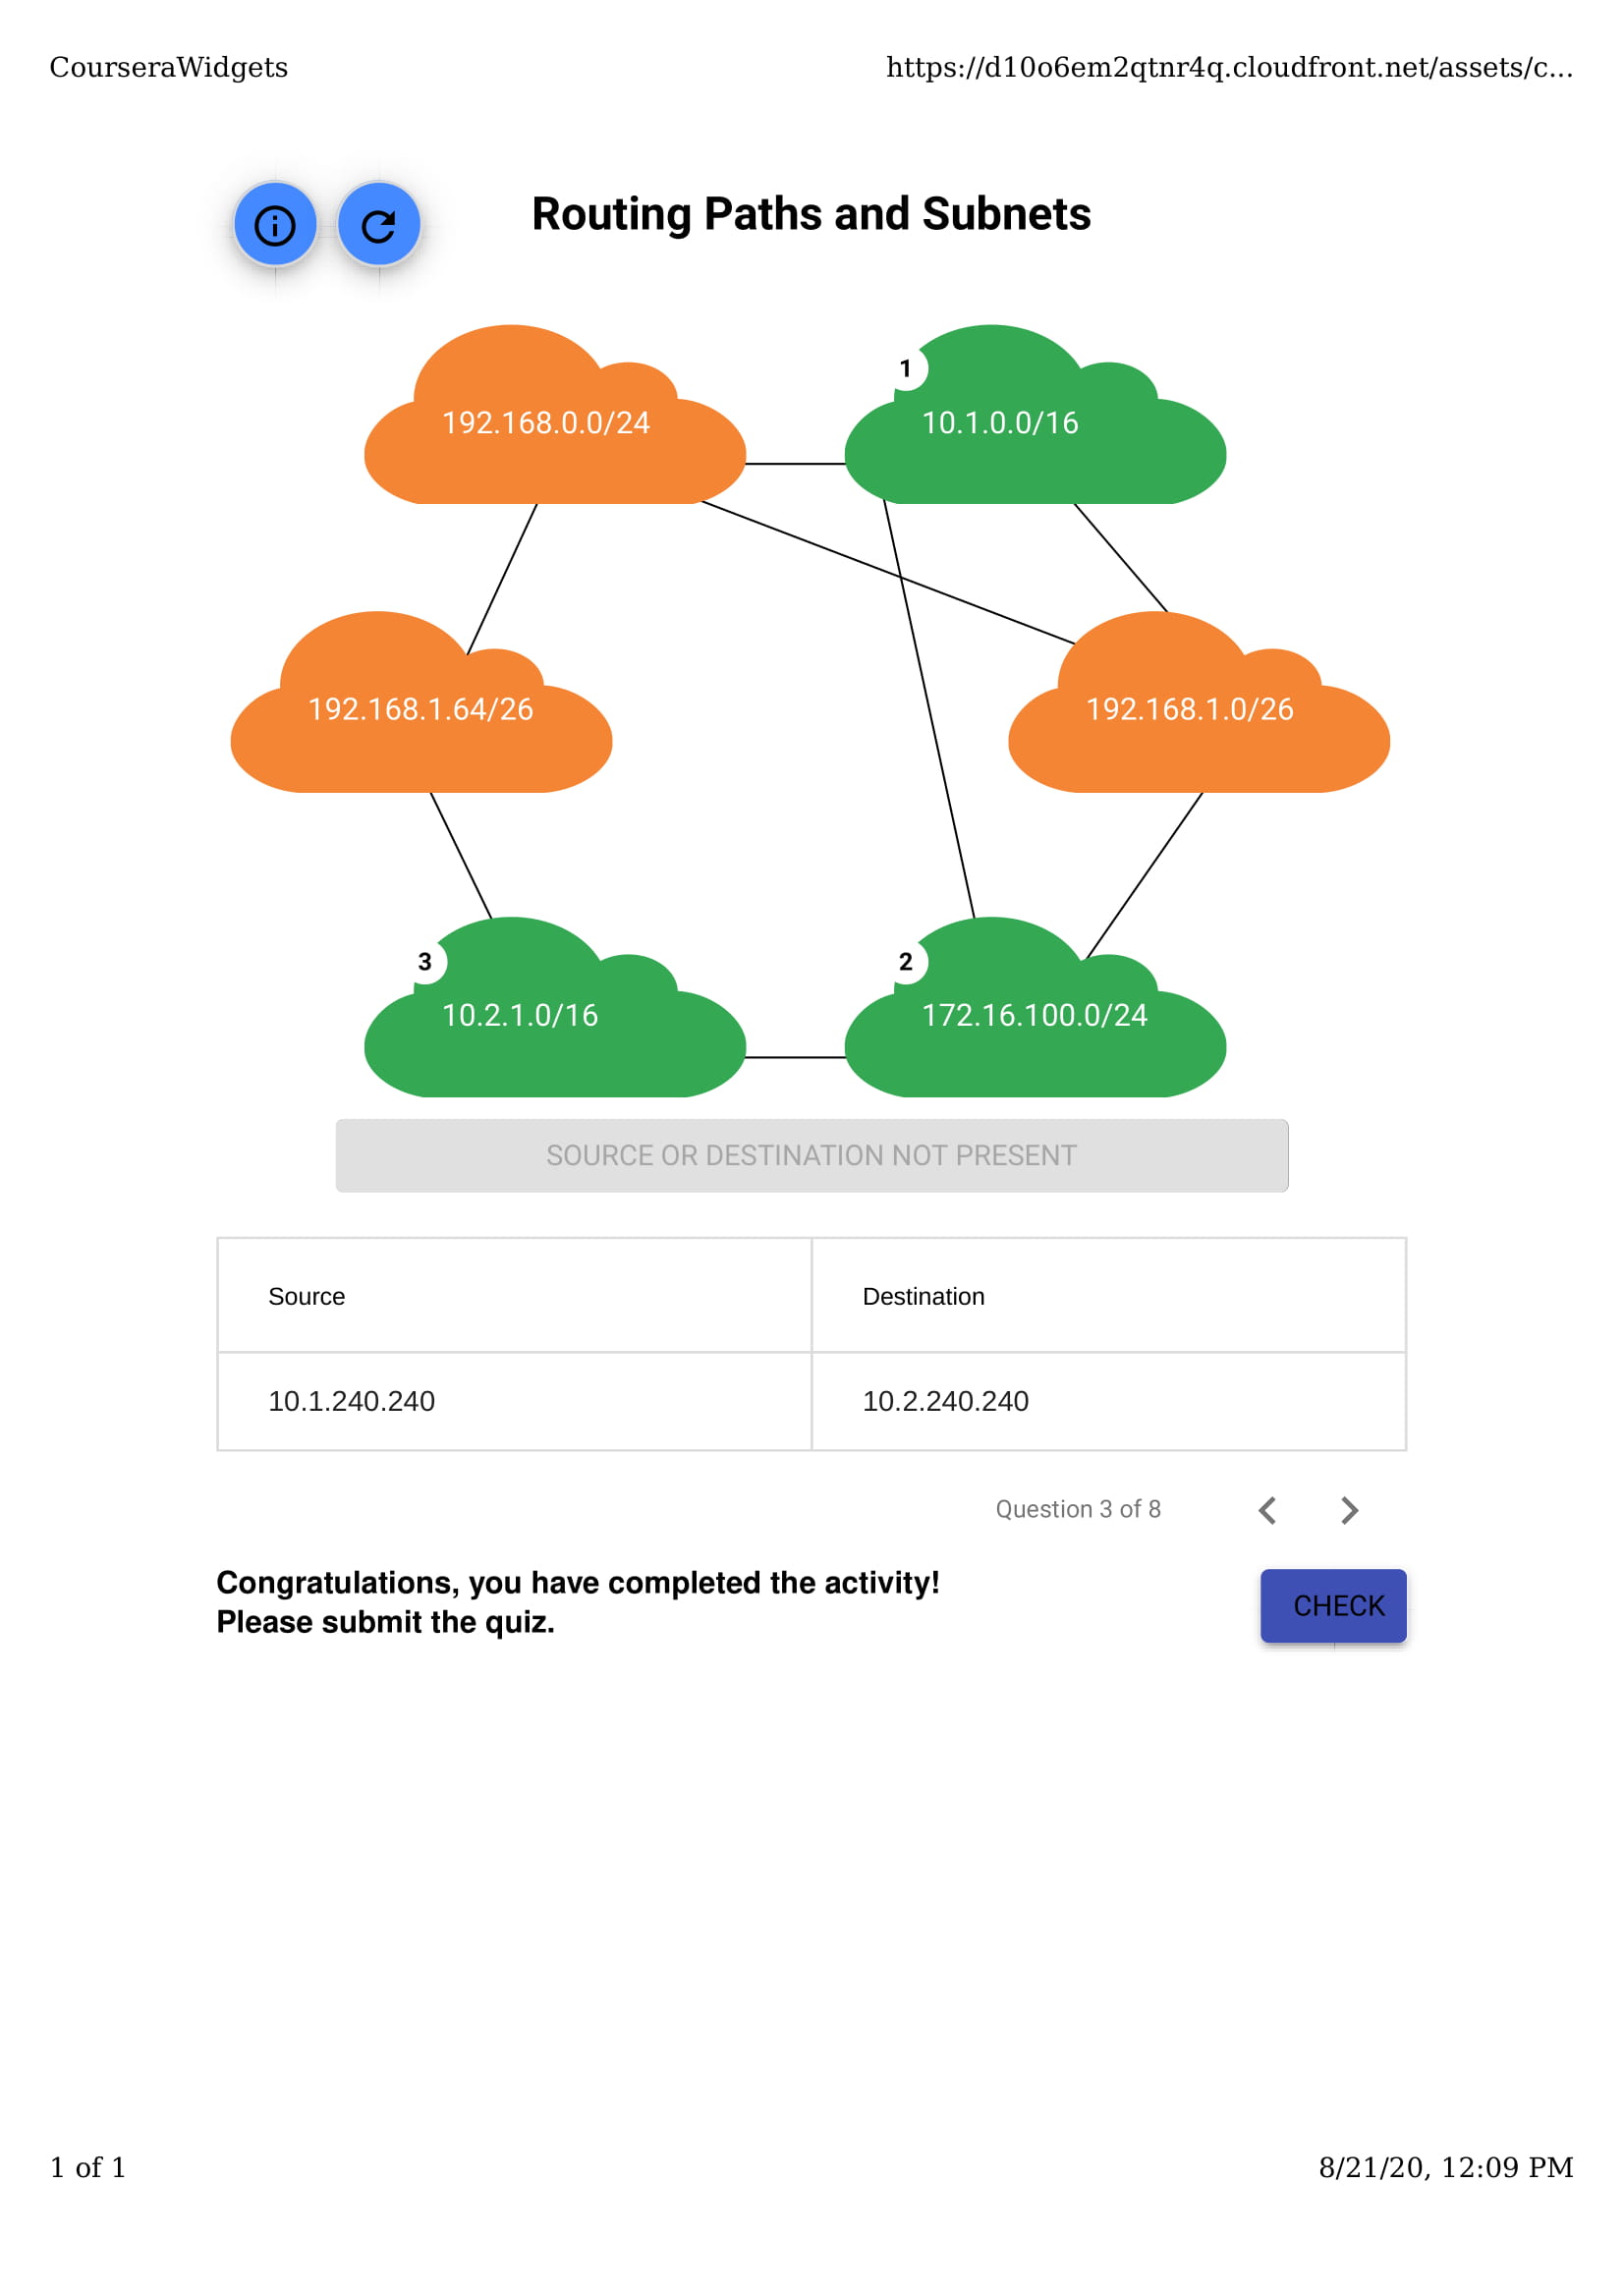 CourseraWidgets
https://d10o6em2qtnr4q.cloudfront.net/assets/c...
Routing Paths and Subnets
192.168.0.0/24
1
10.1.0.0/16
192.168.1.64/26
192.168.1.0/26
3
10.2.1.0/16
2
172.16.100.0/24
SOURCE OR DESTINATION NOT PRESENT
Source
Destination
10.1.240.240
10.2.240.240
Question 3 of 8
Congratulations, you have completed the activity!
Please submit the quiz.
CHECK
1 of 1
8/21/20, 12:09 PM